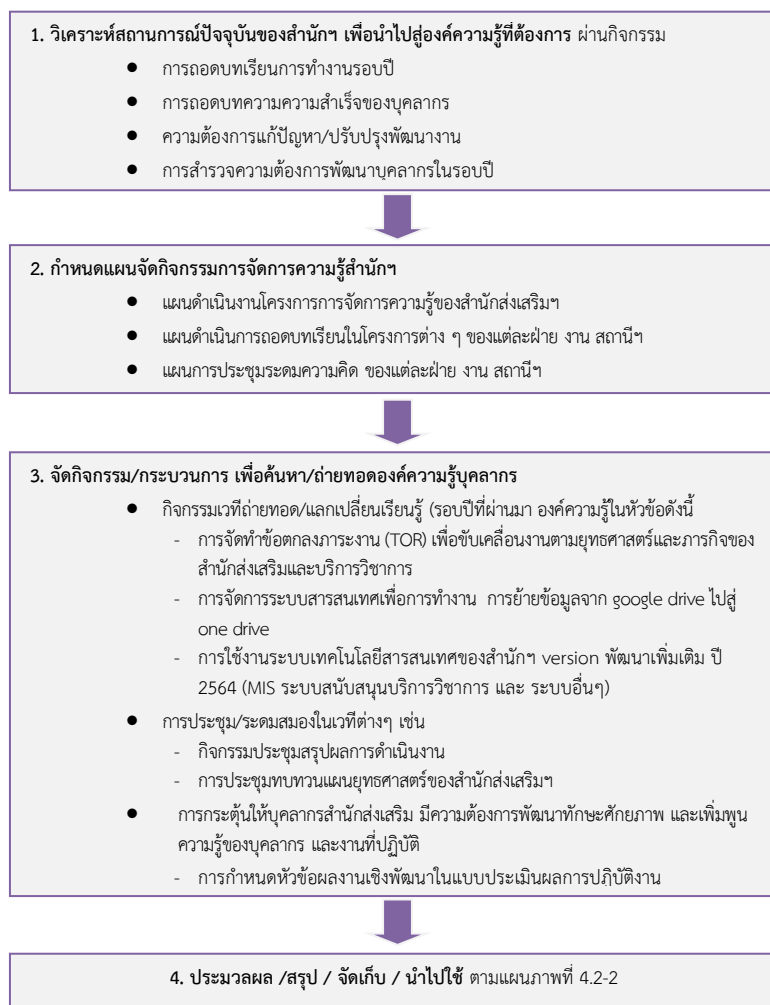 1. วิเคราะห์สถานการณ์ปัจจุบันของสำนักฯ เพื่อนำไปสู่องค์ความรู้ที่ต้องการ ผ่านกิจกรรม
● การถอดบทเรียนการทำงานรอบปี
● การถอดบทความความสำเร็จของบุคลากร
● ความต้องการแก้ปัญหา/ปรับปรุงพัฒนางาน
● การสำรวจความต้องการพัฒนาบุคลากรในรอบปี
2. กำหนดแผนจัดกิจกรรมการจัดการความรู้สำนักฯ
● แผนดำเนินงานโครงการการจัดการความรู้ของสำนักส่งเสริมฯ
● แผนดำเนินการถอดบทเรียนในโครงการต่าง ๆ ของแต่ละฝ่าย งาน สถานีฯ
● แผนการประชุมระดมความคิด ของแต่ละฝ่าย งาน สถานีฯ
3. จัดกิจกรรม/กระบวนการ เพื่อค้นหา/ถ่ายทอดองค์ความรู้บุคลากร
● กิจกรรมเวทีถ่ายทอด/แลกเปลี่ยนเรียนรู้ (รอบปีที่ผ่านมา องค์ความรู้ในหัวข้อดังนี้
- การจัดทำข้อตกลงภาระงาน (TOR) เพื่อขับเคลื่อนงานตามยุทธศาสตร์และภารกิจของ
สำนักส่งเสริมและบริการวิชาการ
- การจัดการระบบสารสนเทศเพื่อการทำงาน การย้ายข้อมูลจาก google drive ไปสู่
one drive
- การใช้งานระบบเทคโนโลยีสารสนเทศของสำนักฯ version พัฒนาเพิ่มเติม ปี
2564 (MIS ระบบสนับสนุนบริการวิชาการ และ ระบบอื่นๆ)
● การประชุม/ระดมสมองในเวทีต่างๆ เช่น
- กิจกรรมประชุมสรุปผลการดำเนินงาน
- การประชุมทบทวนแผนยุทธศาสตร์ของสำนักส่งเสริมฯ
● การกระตุ้นให้บุคลากรสำนักส่งเสริม มีความต้องการพัฒนาทักษะศักยภาพ และเพิ่มพูน
ความรู้ของบุคลากร และงานที่ปฏิบัติ
- การกำหนดหัวข้อผลงานเชิงพัฒนาในแบบประเมินผลการปฏิบัติงาน
4. ประมวลผล /สรุป / จัดเก็บ / นำไปใช้ ตามแผนภาพที่ 4.2-2